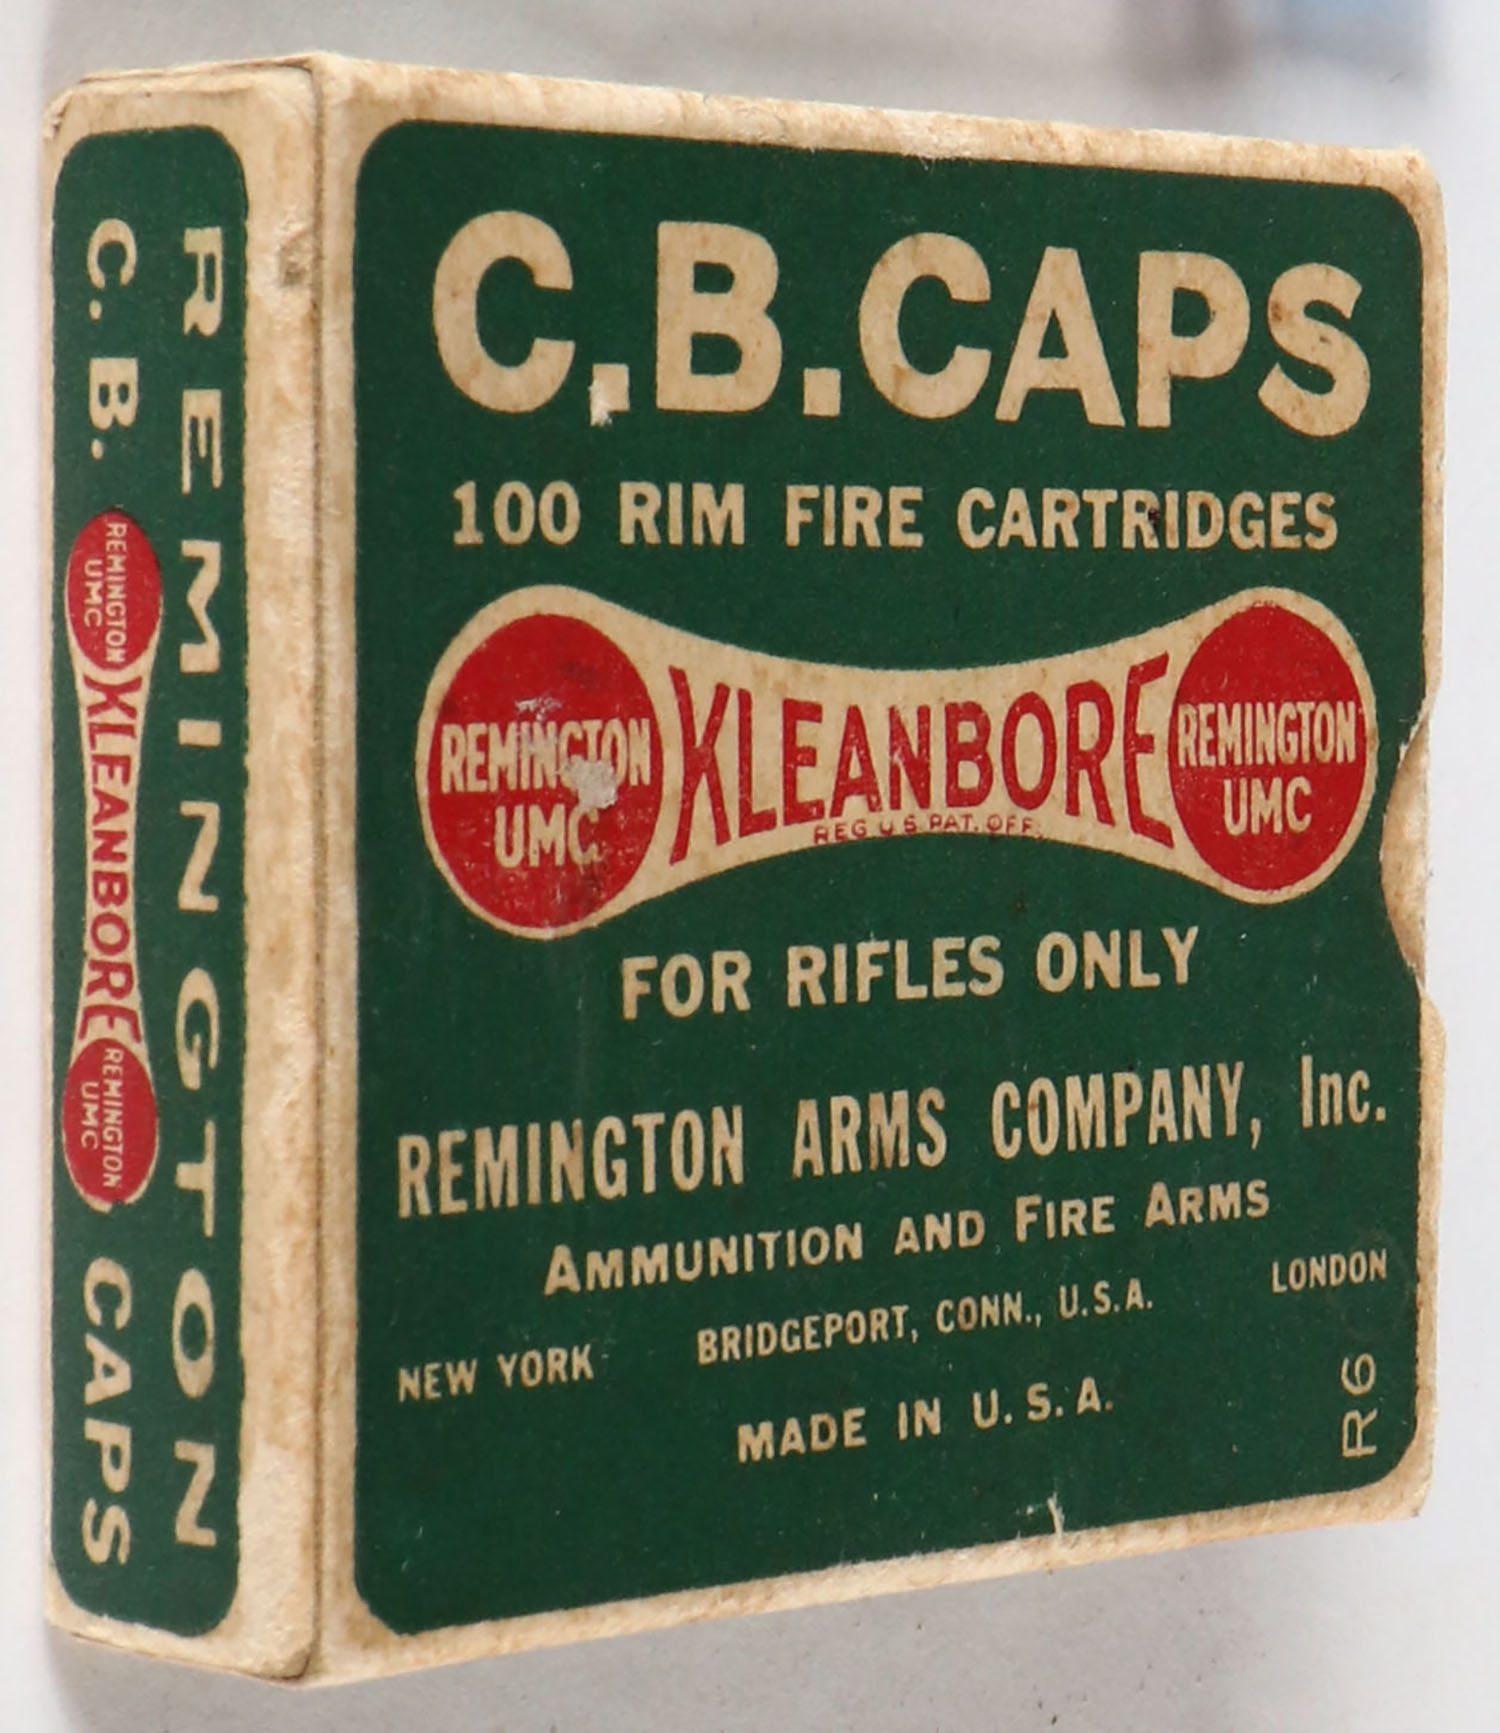 C.B.CAPS
100 RIM FIRE CARTRIDGES
REMINGTON
UMC
KLEANBORE
REG U S PAT. OFF.
REMINGTON
UMC
FOR RIFLES ONLY
REMINGTON ARMS COMPANY, Inc.
AMMUNITION AND FIRE ARMS
NEW YORK BRIDGEPORT, CONN., U.S.A. LONDON
MADE IN U.S.A.
R6
REMINGTON
C. B. REMINGTON UMC KLEANBORE REMINGTON UMC CAPS